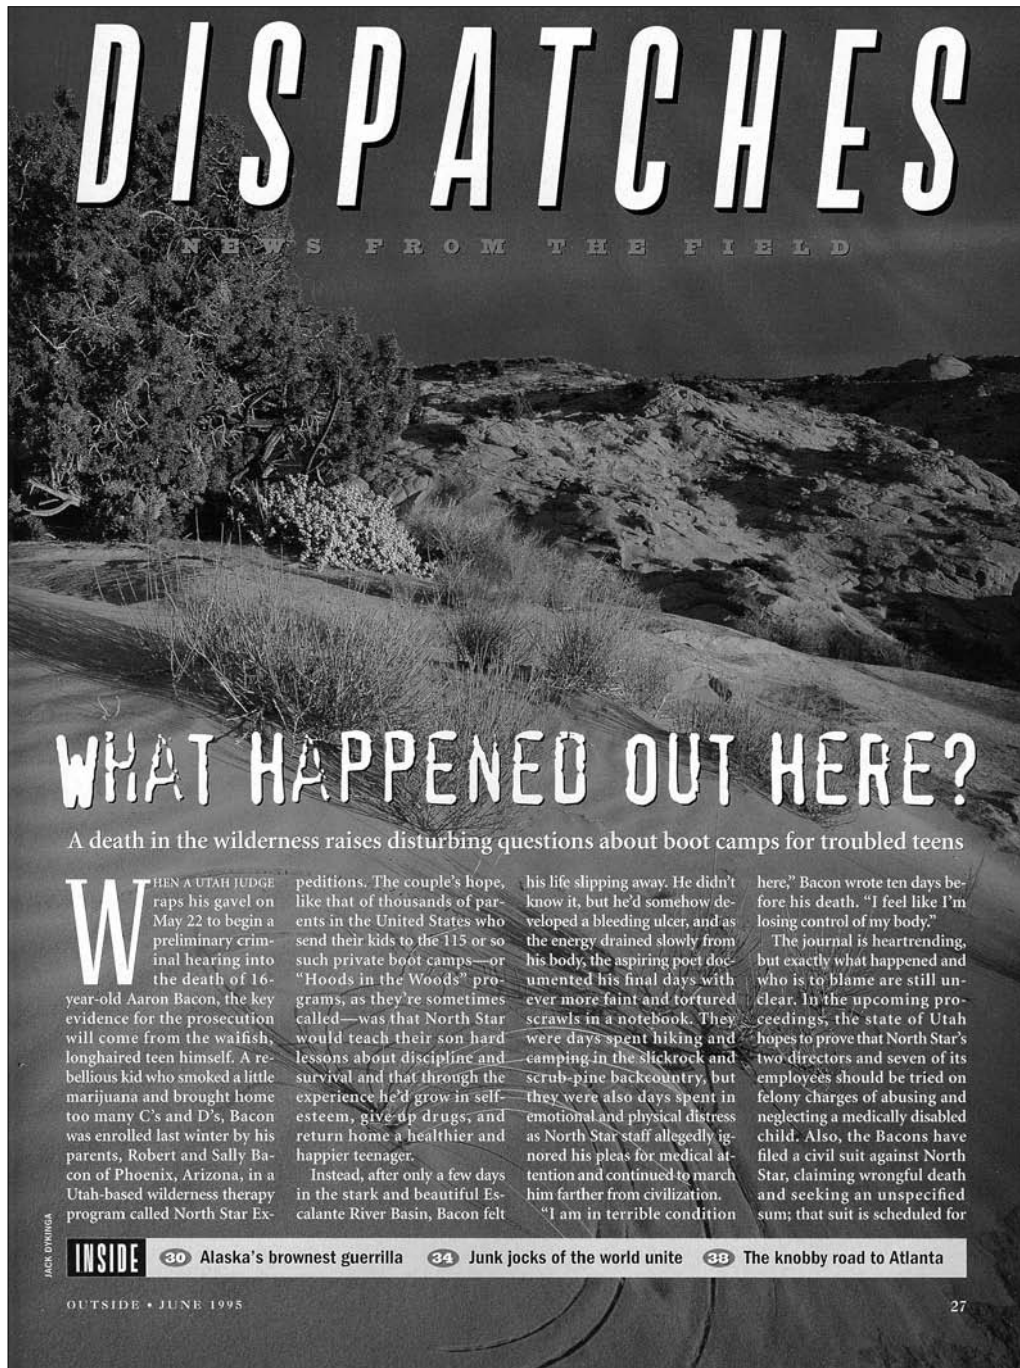 DISPATCHES
NEWS FROM THE FIELD
WHAT HAPPENED OUT HERE?
A death in the wilderness raises disturbing questions about boot camps for troubled teens
WHEN A UTAH JUDGE
raps his gavel on
May 22 to begin a
preliminary crim-
inal hearing into
the death of 16-
year-old Aaron Bacon, the key
evidence for the prosecution
will come from the waifish,
longhaired teen himself. A re-
bellious kid who smoked a little
marijuana and brought home
too many C's and D's, Bacon
was enrolled last winter by his
parents, Robert and Sally Ba-
con of Phoenix, Arizona, in a
Utah-based wilderness therapy
program called North Star Ex-
peditions. The couple's hope,
like that of thousands of par-
ents in the United States who
send their kids to the 115 or so
such private boot camps—or
"Hoods in the Woods" pro-
grams, as they're sometimes
called—was that North Star
would teach their son hard
lessons about discipline and
survival and that through the
experience he'd grow in self-
esteem, give up drugs, and
return home a healthier and
happier teenager.
Instead, after only a few days
in the stark and beautiful Es-
calante River Basin, Bacon felt
his life slipping away. He didn't
know it, but he'd somehow de-
veloped a bleeding ulcer, and as
the energy drained slowly from
his body, the aspiring poet doc-
umented his final days with
ever more faint and tortured
scrawls in a notebook. They
were days spent hiking and
camping in the slickrock and
scrub-pine backcountry, but
they were also days spent in
emotional and physical distress
as North Star staff allegedly ig-
nored his pleas for medical at-
tention and continued to march
him farther from civilization.
"I am in terrible condition
here," Bacon wrote ten days be-
fore his death. "I feel like I'm
losing control of my body."
The journal is heartrending,
but exactly what happened and
who is to blame are still un-
clear. In the upcoming pro-
ceedings, the state of Utah
hopes to prove that North Star's
two directors and seven of its
employees should be tried on
felony charges of abusing and
neglecting a medically disabled
child. Also, the Bacons have
filed a civil suit against North
Star, claiming wrongful death
and seeking an unspecified
sum; that suit is scheduled for
JACK DYKINGA
INSIDE 30 Alaska's brownest guerrilla 34 Junk jocks of the world unite 38 The knobby road to Atlanta
OUTSIDE • JUNE 1995 27